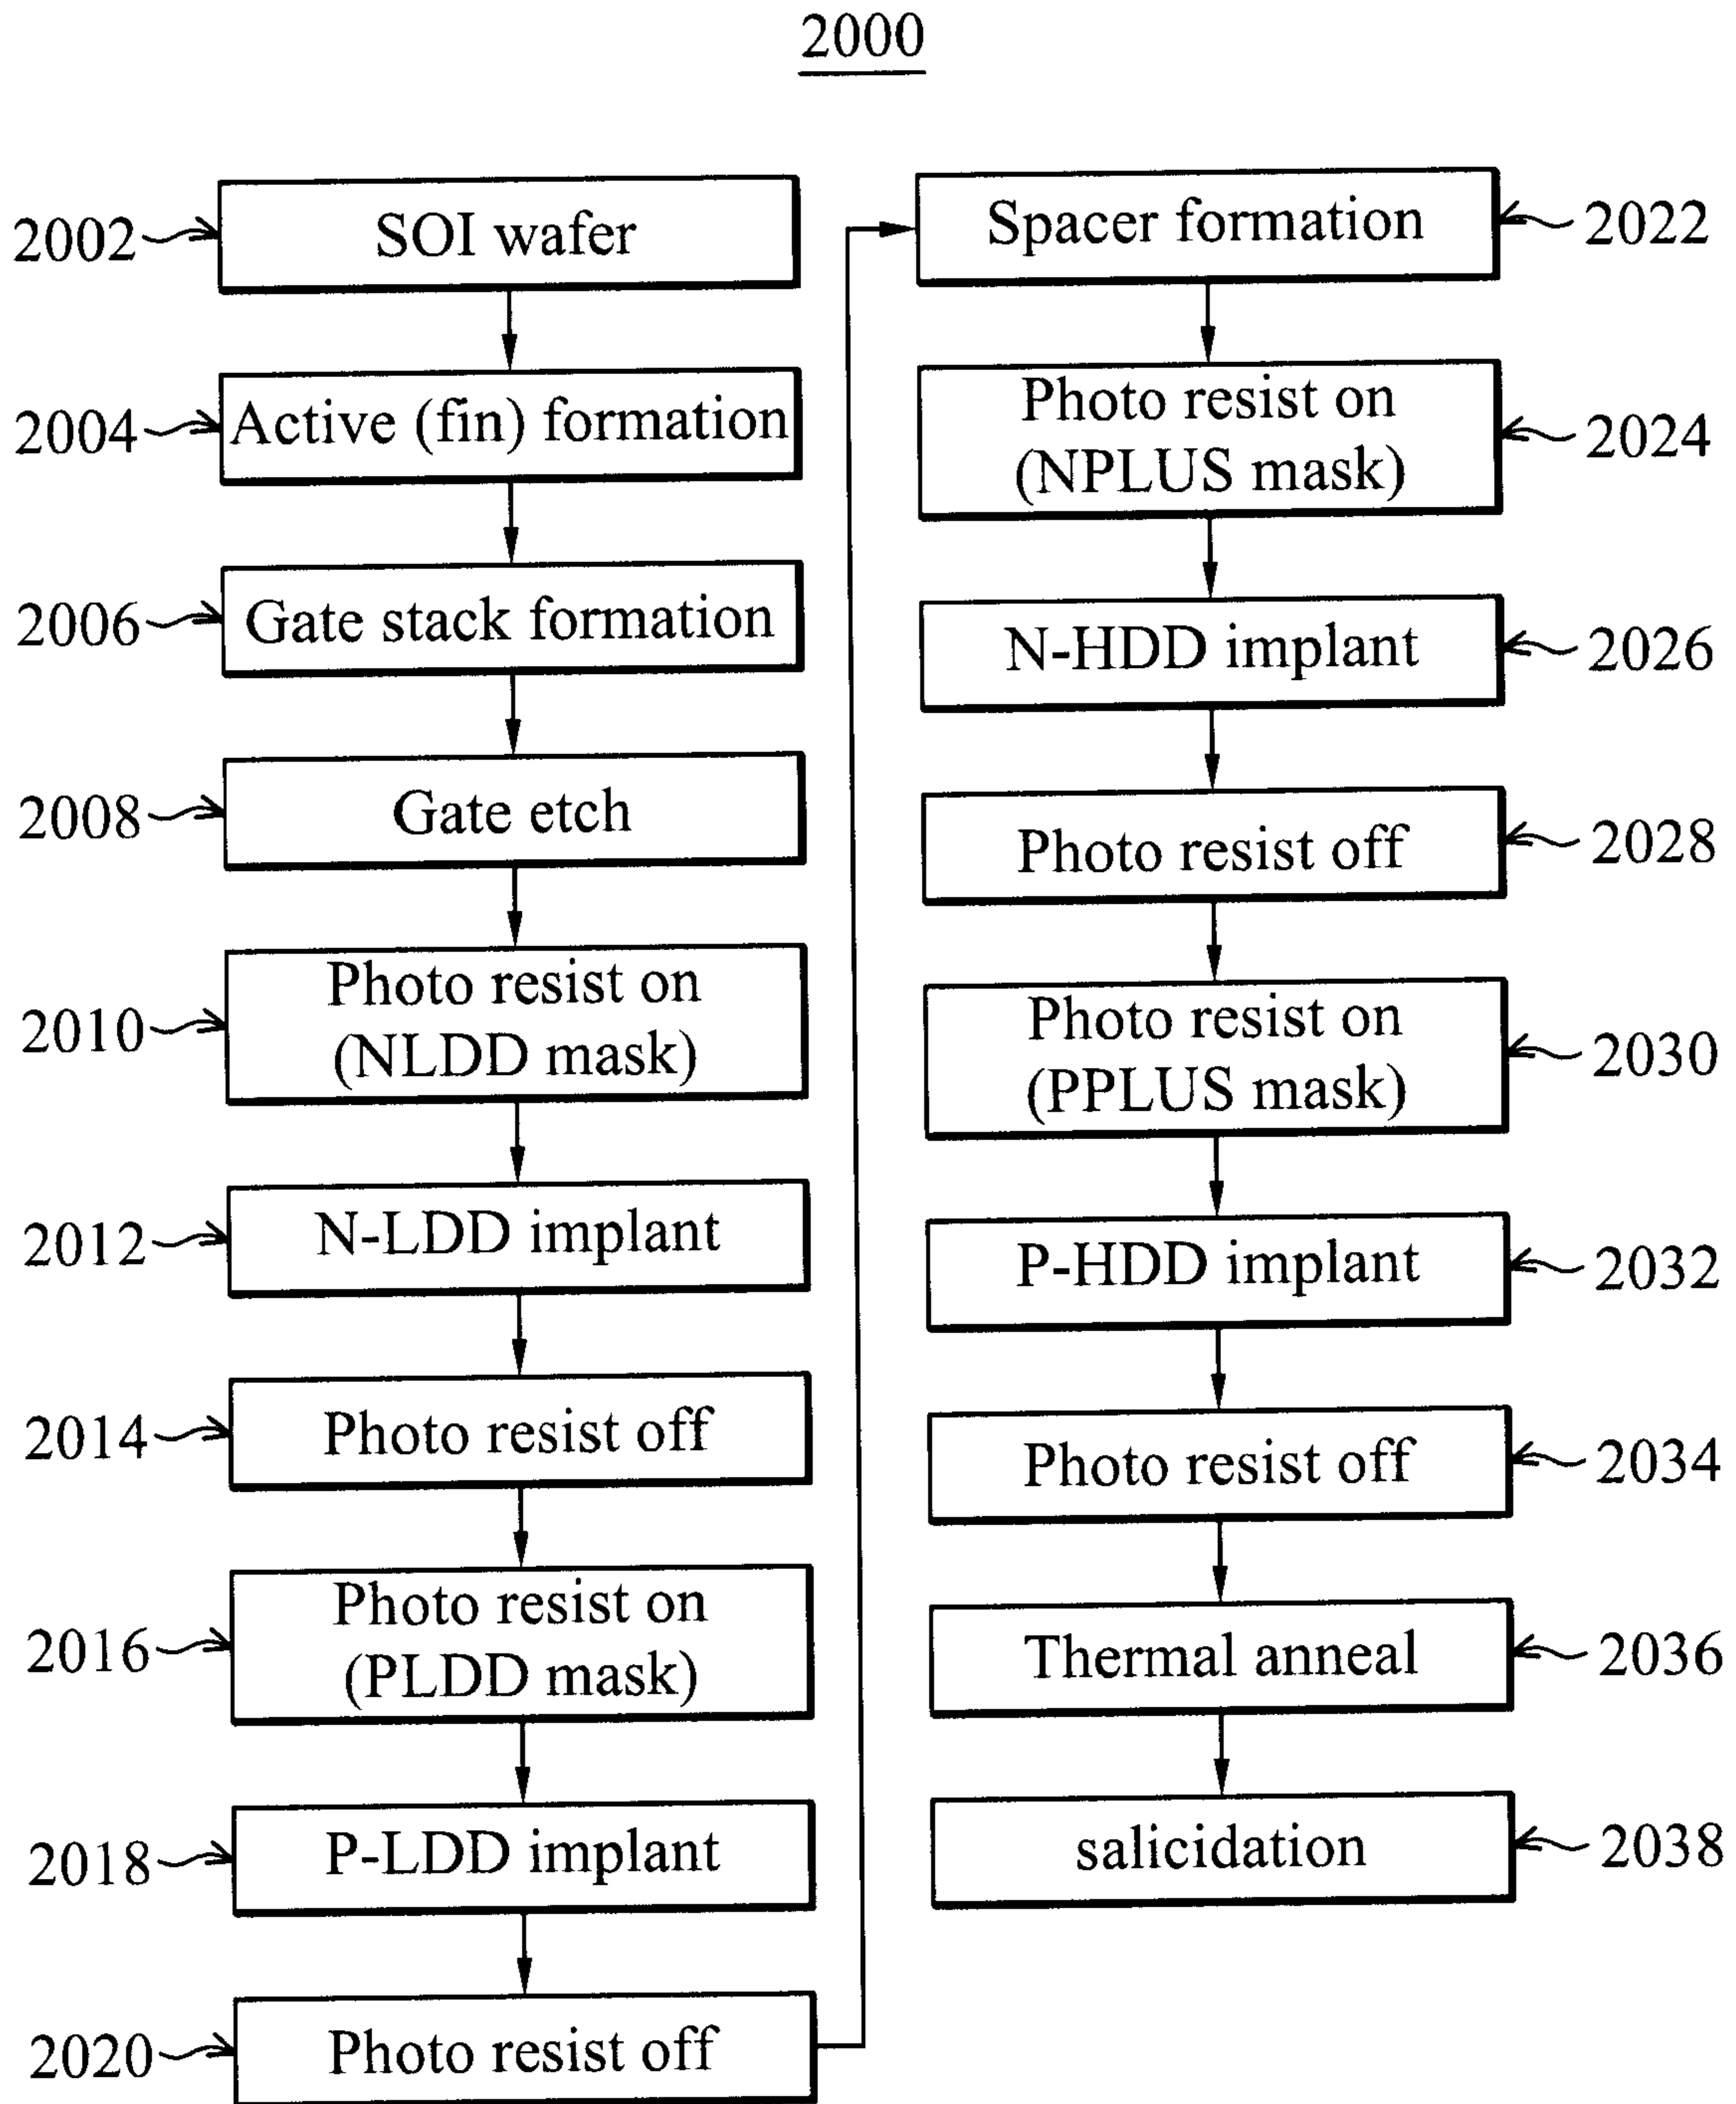 2000
2002
SOI wafer
2004
Active (fin) formation
2006
Gate stack formation
2008
Gate etch
2010
Photo resist on
(NLDD mask)
2012
N-LDD implant
2014
Photo resist off
2016
Photo resist on
(PLDD mask)
2018
P-LDD implant
2020
Photo resist off
Spacer formation
2022
Photo resist on
(NPLUS mask)
2024
N-HDD implant
2026
Photo resist off
2028
Photo resist on
(PPLUS mask)
2030
P-HDD implant
2032
Photo resist off
2034
Thermal anneal
2036
salicidation
2038